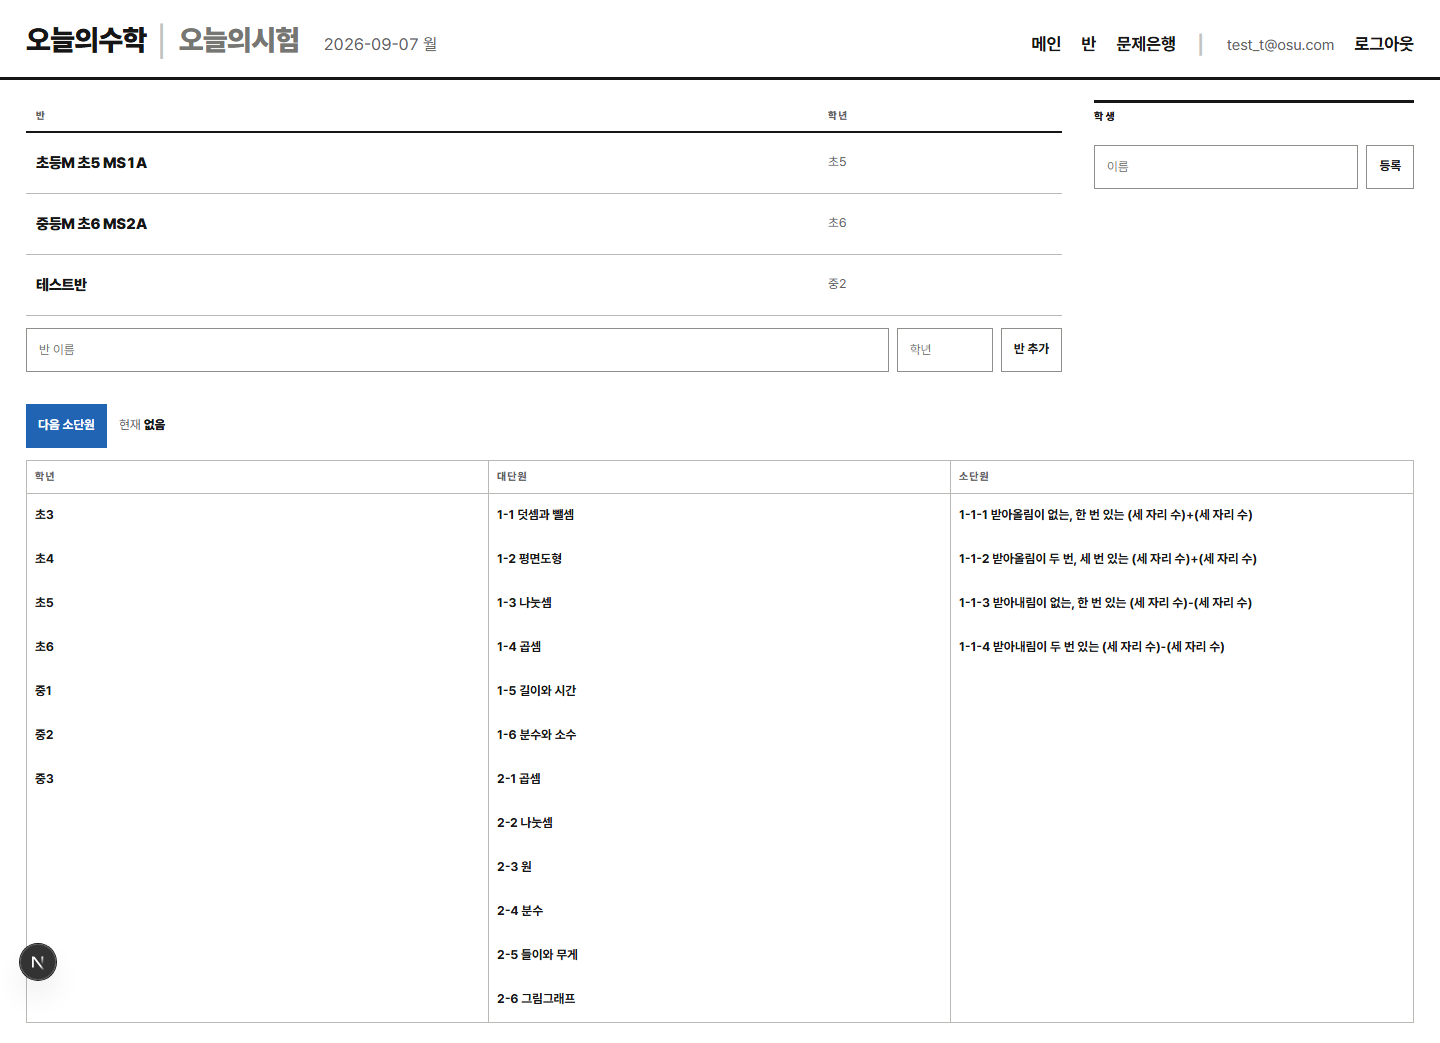 오늘의수학 | 오늘의시험 2026-09-07 월
메인 반 문제은행 | test_t@osu.com 로그아웃
반 학년
초등M 초5 MS1A 초5
중등M 초6 MS2A 초6
테스트반 중2
반 이름 학년 반 추가
학생
이름 등록
다음 소단원 현재 없음
학년 대단원 소단원
초3 1-1 덧셈과 뺄셈 1-1-1 받아올림이 없는, 한 번 있는 (세 자리 수)+(세 자리 수)
초4 1-2 평면도형 1-1-2 받아올림이 두 번, 세 번 있는 (세 자리 수)+(세 자리 수)
초5 1-3 나눗셈 1-1-3 받아내림이 없는, 한 번 있는 (세 자리 수)-(세 자리 수)
초6 1-4 곱셈 1-1-4 받아내림이 두 번 있는 (세 자리 수)-(세 자리 수)
중1 1-5 길이와 시간
중2 1-6 분수와 소수
중3 2-1 곱셈
2-2 나눗셈
2-3 원
2-4 분수
2-5 들이와 무게
N
2-6 그림그래프